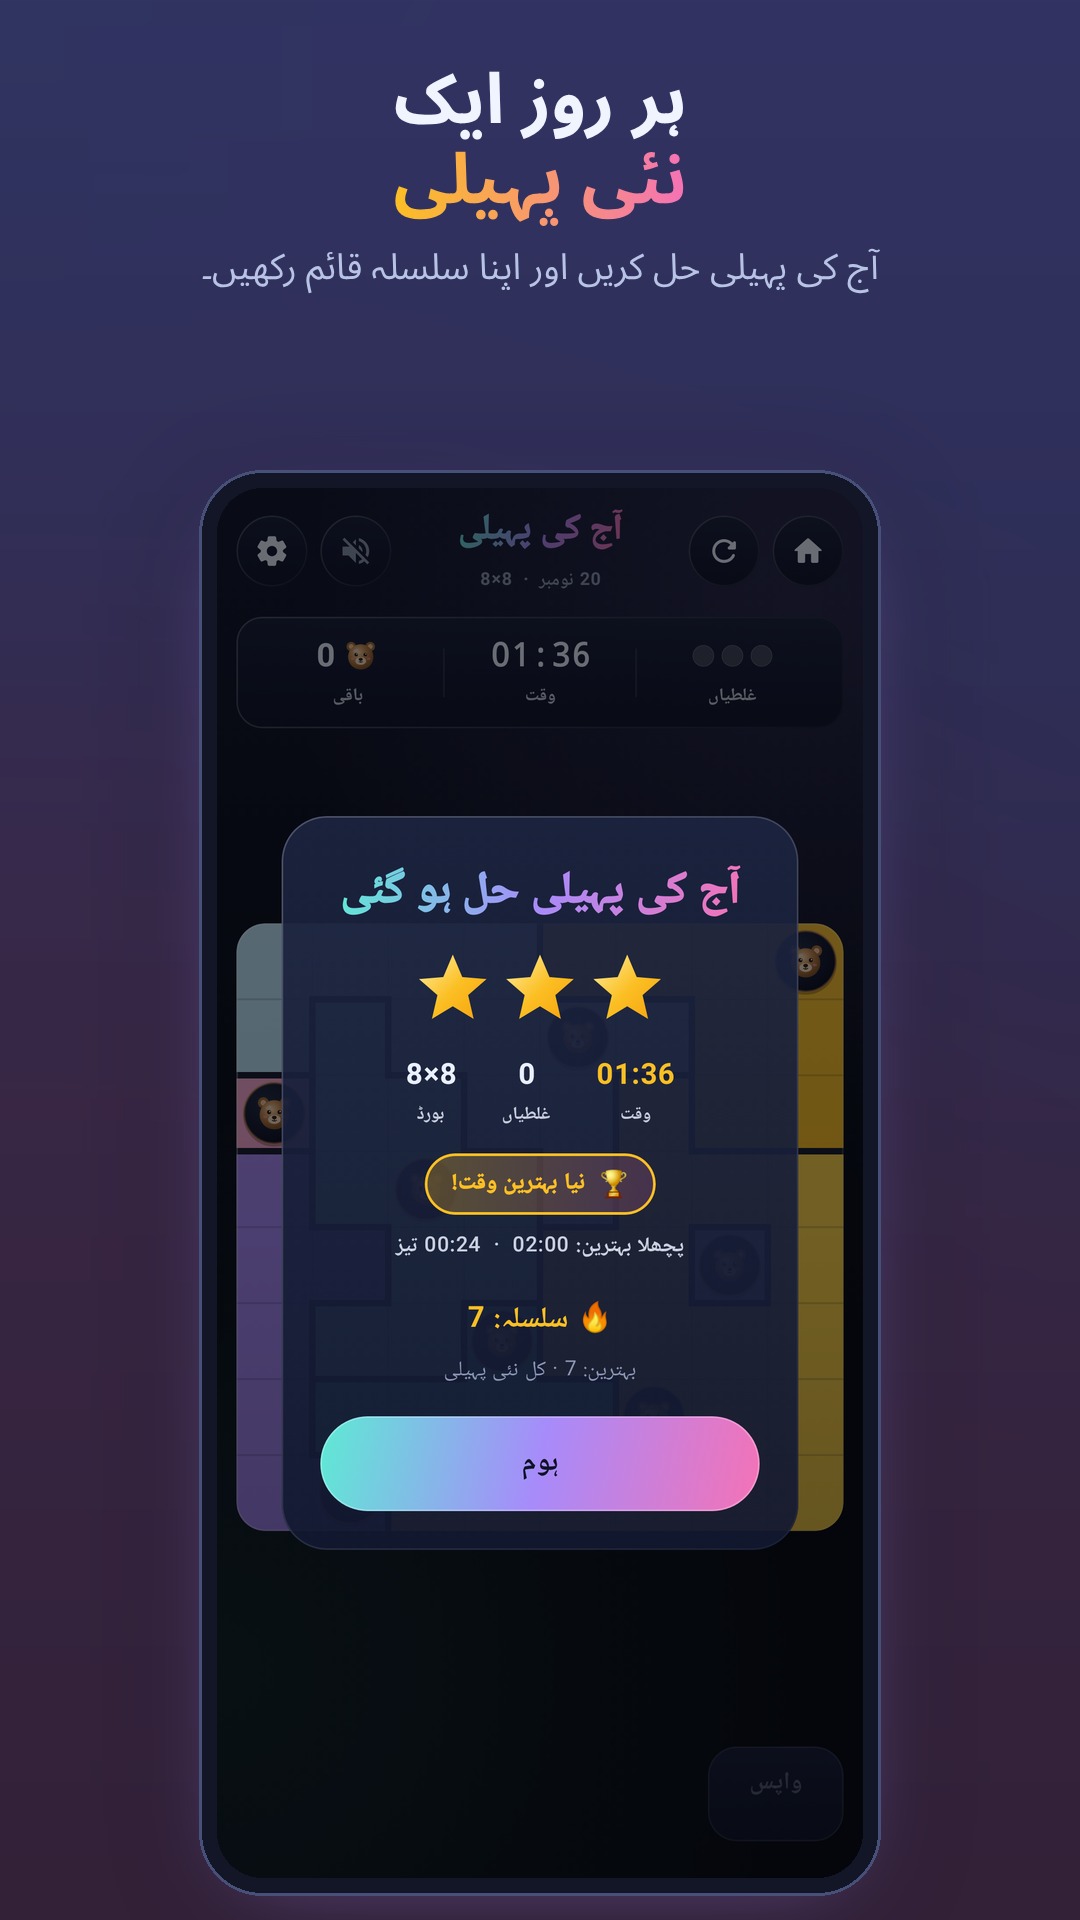 ہر روز ایک
نئی پہیلی
آج کی پہیلی حل کریں اور اپنا سلسلہ قائم رکھیں۔
آج کی پہیلی
20 نومبر · 8×8
01:36
0
غلطیاں
وقت
باقی
آج کی پہیلی حل ہو گئی
01:36
0
8×8
وقت
غلطیاں
بورڈ
نیا بہترین وقت!
پچھلا بہترین: 02:00 · 00:24 تیز
سلسلہ: 7
بہترین: 7 · کل نئی پہیلی
ہوم
واپس